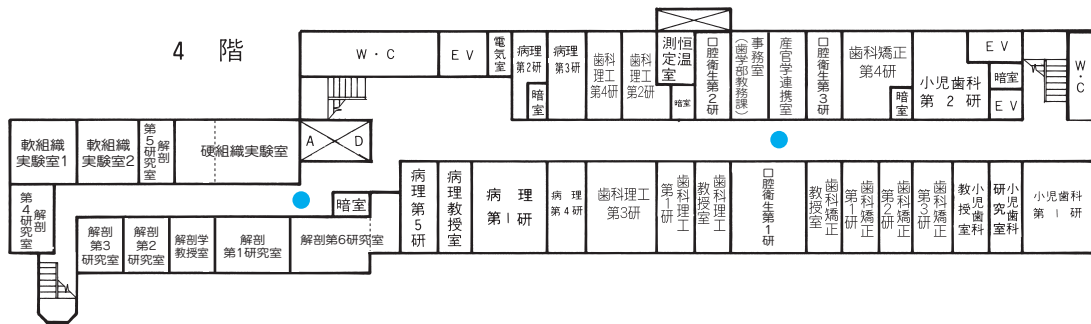 4 階
W・C
EV
電気室
病理第2研
暗室
病理第3研
歯科理工第4研
歯科理工第2研
恒温測定室
暗室
口腔衛生第2研
事務室(歯学部教務課)
産官学連携室
口腔衛生第3研
歯科矯正第4研
暗室
小児歯科第2研
EV
暗室
EV
W・C
軟組織実験室1
軟組織実験室2
解剖第5研究室
硬組織実験室
A D
解剖第4研究室
暗室
解剖第3研究室
解剖第2研究室
解剖学教授室
解剖第1研究室
解剖第6研究室
病理第5研
病理教授室
病理第1研
病理第4研
歯科理工第3研
歯科理工第1研
歯科理工教授室
口腔衛生第1研
歯科矯正教授室
歯科矯正第1研
歯科矯正第2研
歯科矯正第3研
小児歯科教授室
小児歯科研究室
小児歯科第1研